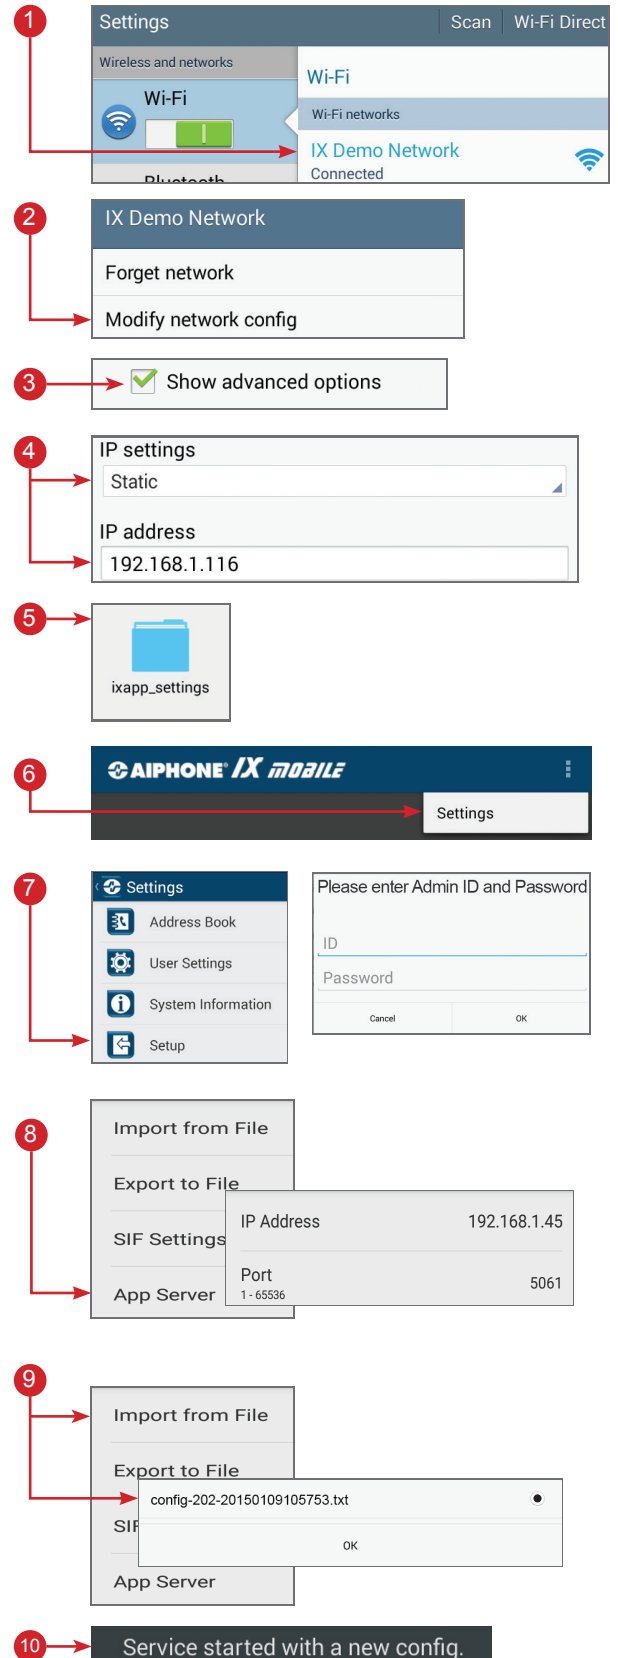 1
Settings
Scan
Wi-Fi Direct
Wireless and networks
Wi-Fi
Wi-Fi
Wi-Fi networks
IX Demo Network
Connected
Bluetooth
2
IX Demo Network
Forget network
Modify network config
3
Show advanced options
4
IP settings
Static
IP address
192.168.1.116
5
ixapp_settings
6
AIPHONE® IX MOBILE
Settings
7
Settings
Address Book
User Settings
System Information
Setup
Please enter Admin ID and Password
ID
Password
Cancel
OK
8
Import from File
Export to File
SIF Settings
App Server
IP Address
192.168.1.45
Port
1 - 65536
5061
9
Import from File
Export to File
config-202-20150109105753.txt
SIF
OK
App Server
10
Service started with a new config.